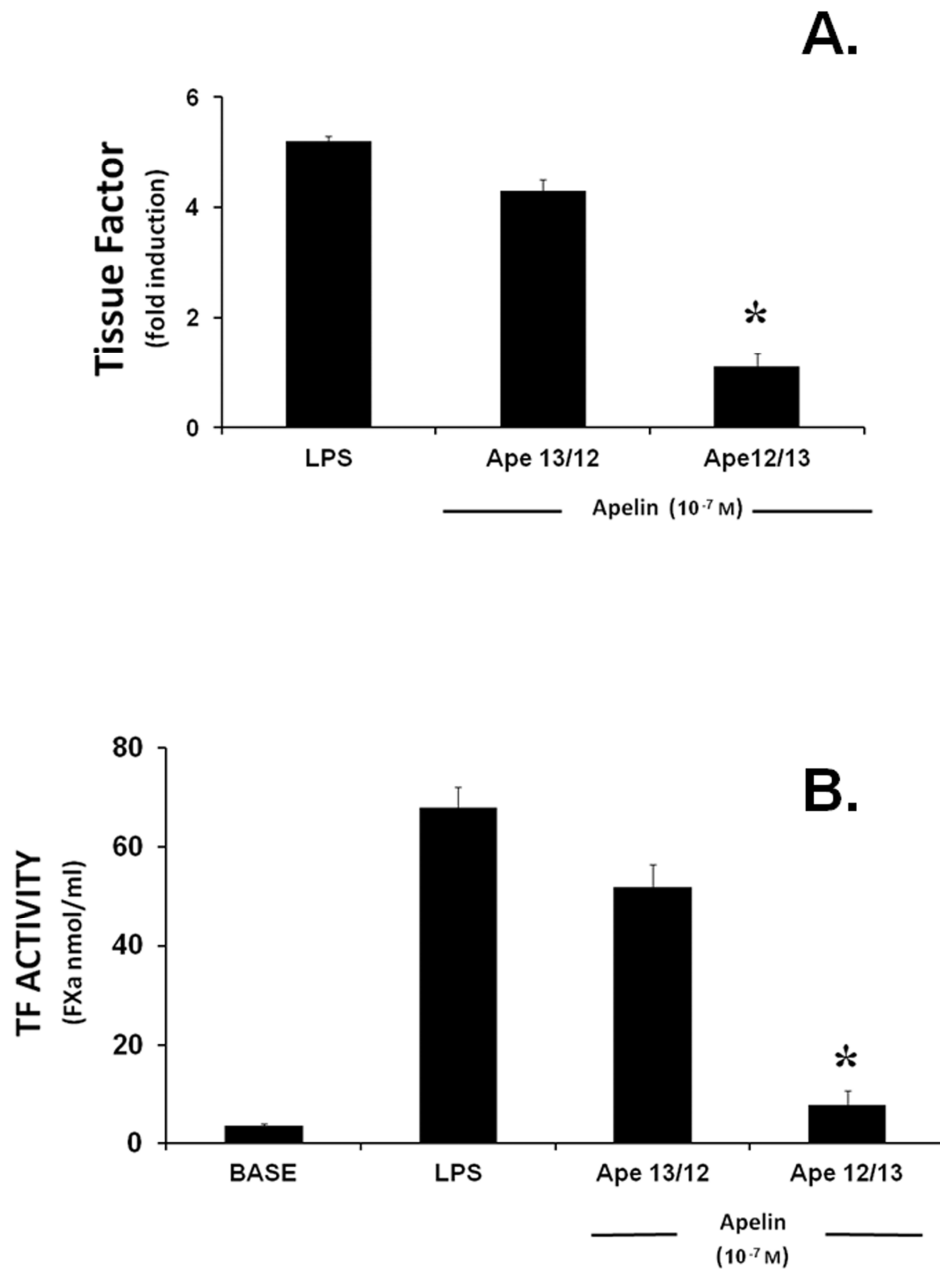 A.
Tissue Factor
(fold induction)
6
4
2
0
*
LPS Ape 13/12 Ape12/13
Apelin (10⁻⁷ M)
B.
TF ACTIVITY
(FXa nmol/ml)
80
60
40
20
0
*
BASE LPS Ape 13/12 Ape 12/13
Apelin
(10⁻⁷ M)